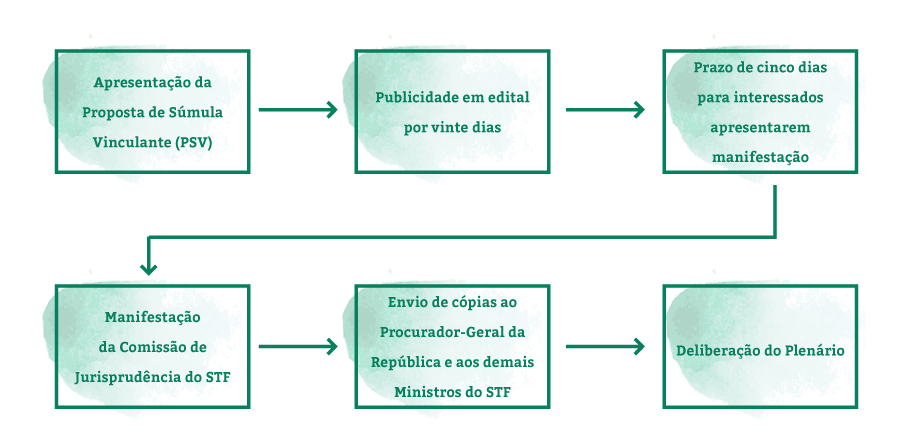 Apresentação da
Proposta de Súmula
Vinculante (PSV)
Publicidade em edital
por vinte dias
Prazo de cinco dias
para interessados
apresentarem
manifestação
Manifestação
da Comissão de
Jurisprudência do STF
Envio de cópias ao
Procurador-Geral da
República e aos demais
Ministros do STF
Deliberação do Plenário